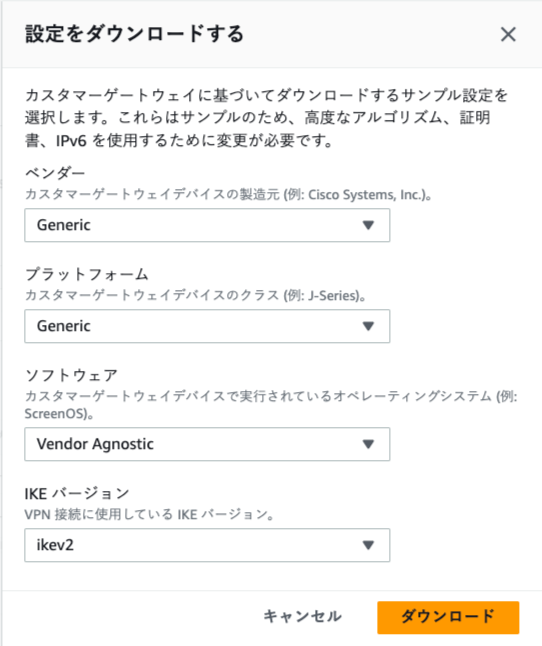 設定をダウンロードする
カスタマーゲートウェイに基づいてダウンロードするサンプル設定を
選択します。これらはサンプルのため、高度なアルゴリズム、証明
書、IPv6 を使用するために変更が必要です。
ベンダー
カスタマーゲートウェイデバイスの製造元 (例: Cisco Systems, Inc.)。
Generic
プラットフォーム
カスタマーゲートウェイデバイスのクラス (例: J-Series)。
Generic
ソフトウェア
カスタマーゲートウェイデバイスで実行されているオペレーティングシステム (例:
ScreenOS)。
Vendor Agnostic
IKE バージョン
VPN 接続に使用している IKE バージョン。
ikev2
キャンセル
ダウンロード